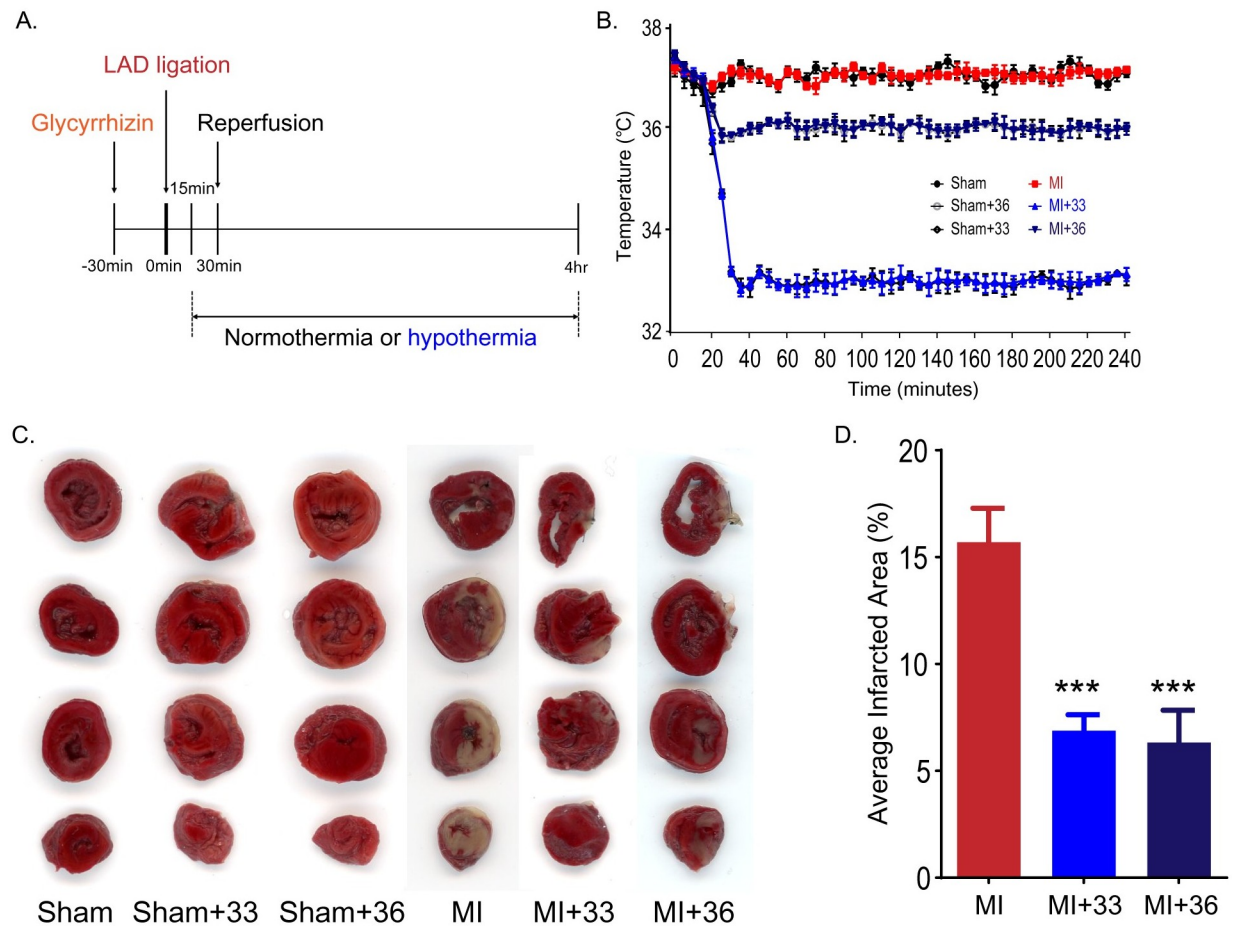 A.
LAD ligation
Glycyrrhizin
Reperfusion
15min
-30min 0min 30min 4hr
Normothermia or hypothermia
B.
Temperature (°C)
38
36
34
32
Sham MI
Sham+36 MI+33
Sham+33 MI+36
0 20 40 60 80 100 120 140 160 180 200 220 240
Time (minutes)
C.
Sham Sham+33 Sham+36 MI MI+33 MI+36
D.
Average Infarcted Area (%)
20
15
10
5
0
*** ***
MI MI+33 MI+36